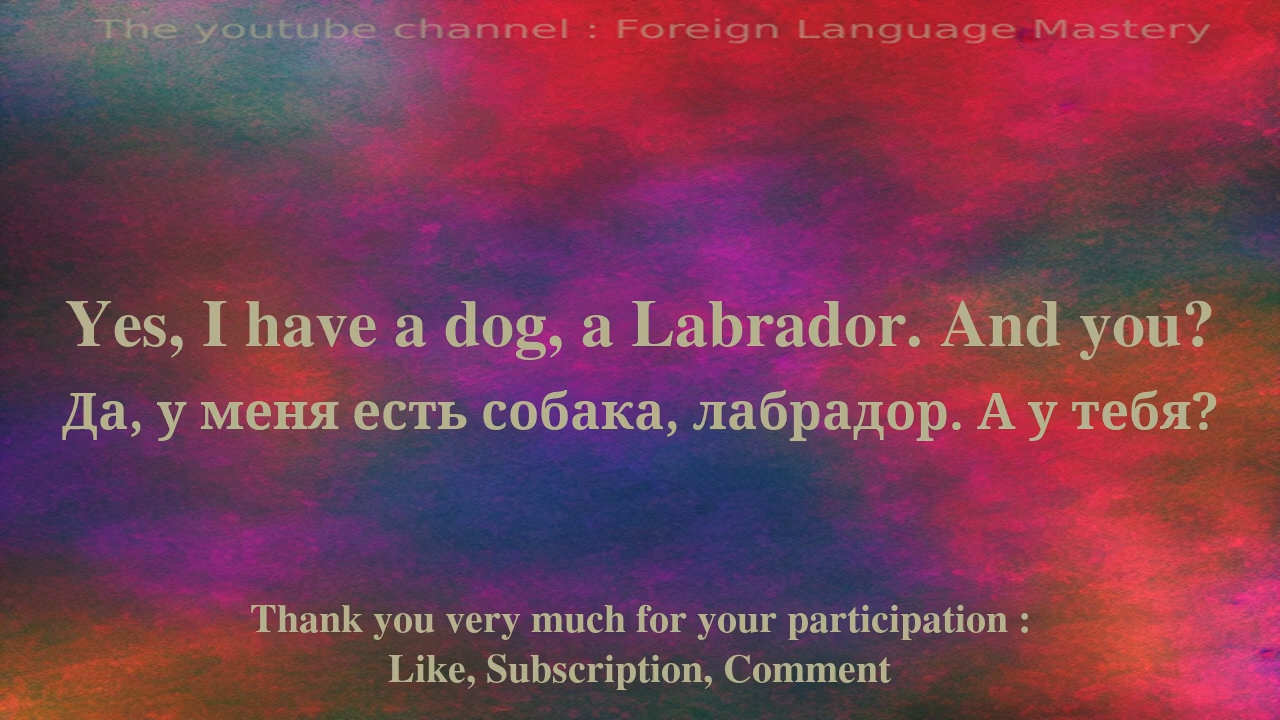 The youtube channel : Foreign Language Mastery
Yes, I have a dog, a Labrador. And you?
Да, у меня есть собака, лабрадор. А у тебя?
Thank you very much for your participation :
Like, Subscription, Comment